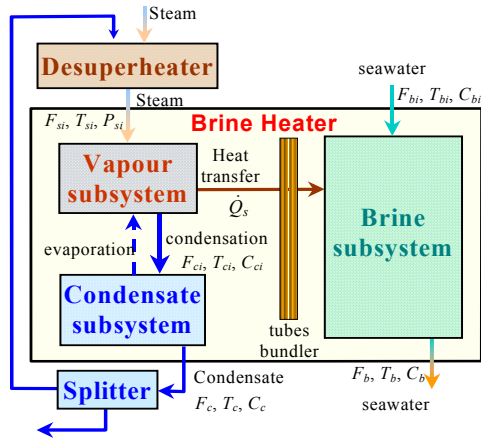 Steam
Desuperheater
seawater
Steam
F_bi, T_bi, C_bi
F_si, T_si, P_si
Brine Heater
Vapour
subsystem
Heat
transfer
Q̇_s
Brine
subsystem
evaporation
condensation
F_ci, T_ci, C_ci
Condensate
subsystem
tubes
bundler
Splitter
Condensate
F_c, T_c, C_c
F_b, T_b, C_b
seawater